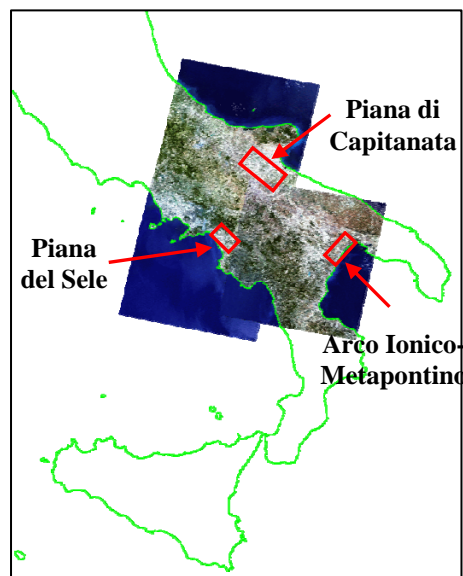 Piana di
Capitanata
Piana
del Sele
Arco Ionico-
Metapontino